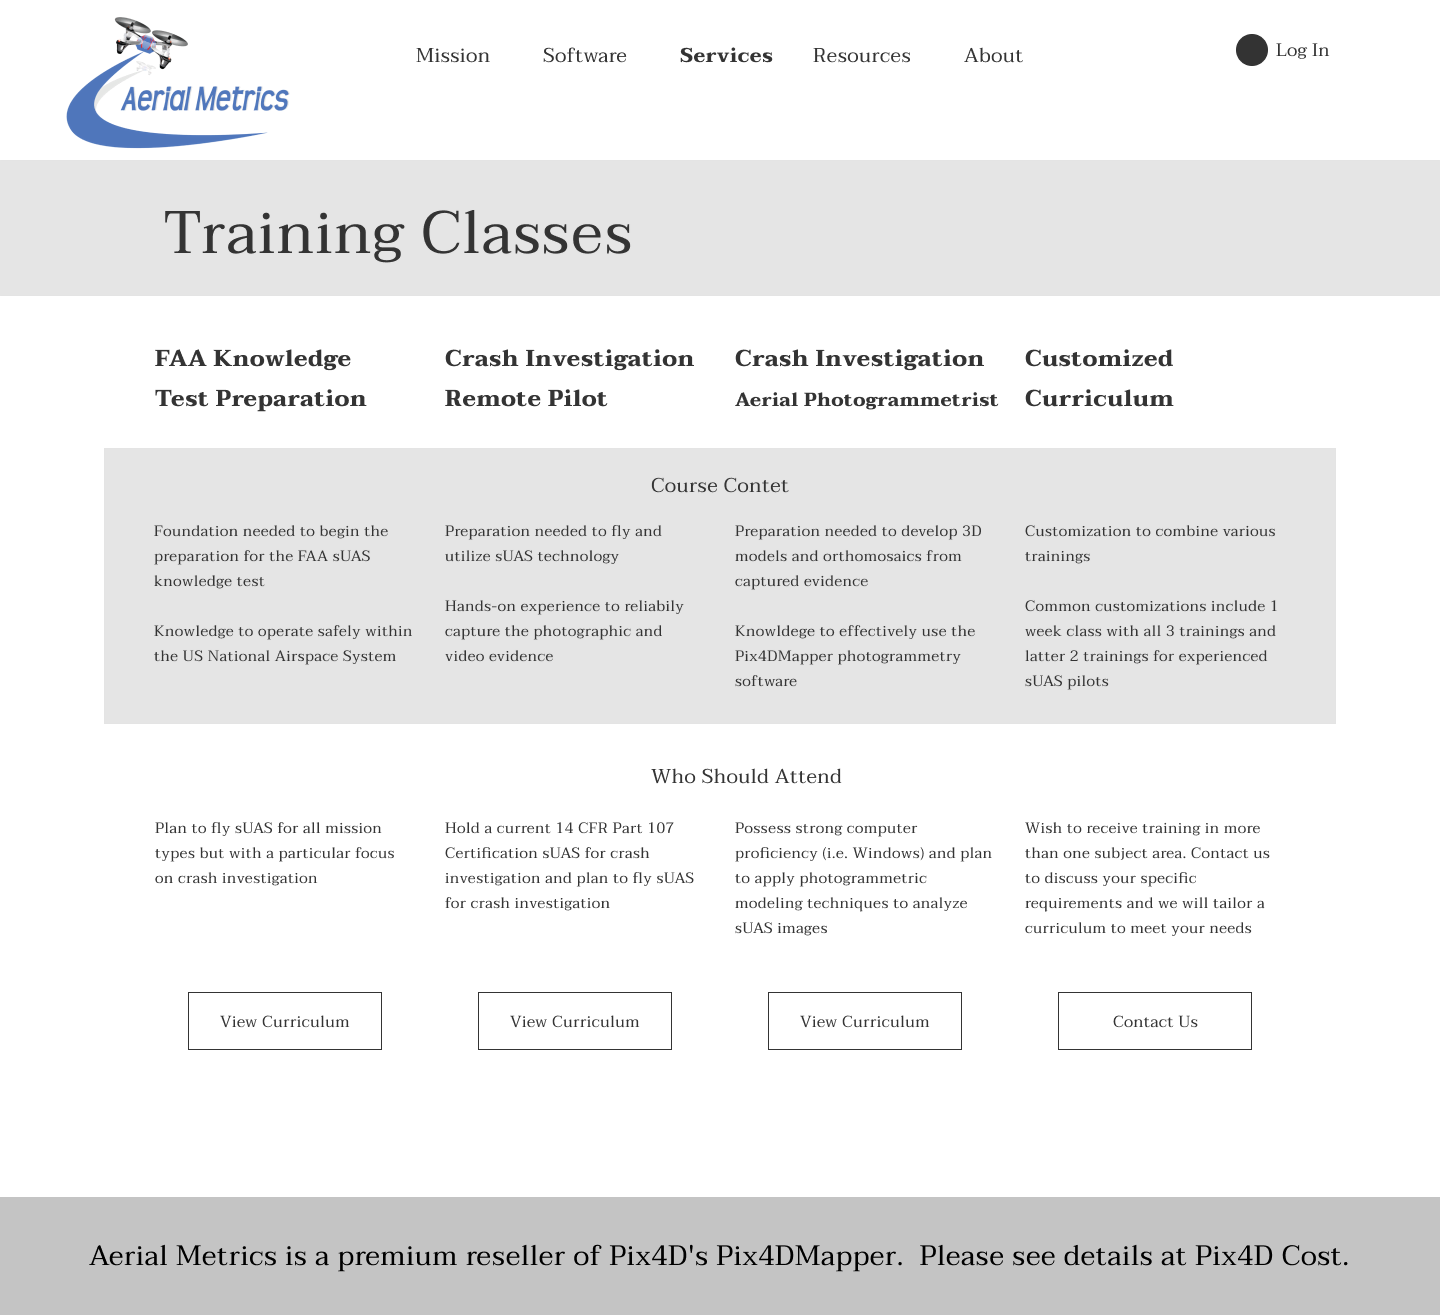 Aerial Metrics
Mission
Software
Services
Resources
About
Log In
Training Classes
FAA Knowledge
Test Preparation
Crash Investigation
Remote Pilot
Crash Investigation
Aerial Photogrammetrist
Customized
Curriculum
Course Contet
Foundation needed to begin the
preparation for the FAA sUAS
knowledge test
Knowledge to operate safely within
the US National Airspace System
Preparation needed to fly and
utilize sUAS technology
Hands-on experience to reliabily
capture the photographic and
video evidence
Preparation needed to develop 3D
models and orthomosaics from
captured evidence
Knowldege to effectively use the
Pix4DMapper photogrammetry
software
Customization to combine various
trainings
Common customizations include 1
week class with all 3 trainings and
latter 2 trainings for experienced
sUAS pilots
Who Should Attend
Plan to fly sUAS for all mission
types but with a particular focus
on crash investigation
Hold a current 14 CFR Part 107
Certification sUAS for crash
investigation and plan to fly sUAS
for crash investigation
Possess strong computer
proficiency (i.e. Windows) and plan
to apply photogrammetric
modeling techniques to analyze
sUAS images
Wish to receive training in more
than one subject area. Contact us
to discuss your specific
requirements and we will tailor a
curriculum to meet your needs
View Curriculum
View Curriculum
View Curriculum
Contact Us
Aerial Metrics is a premium reseller of Pix4D's Pix4DMapper.  Please see details at Pix4D Cost.